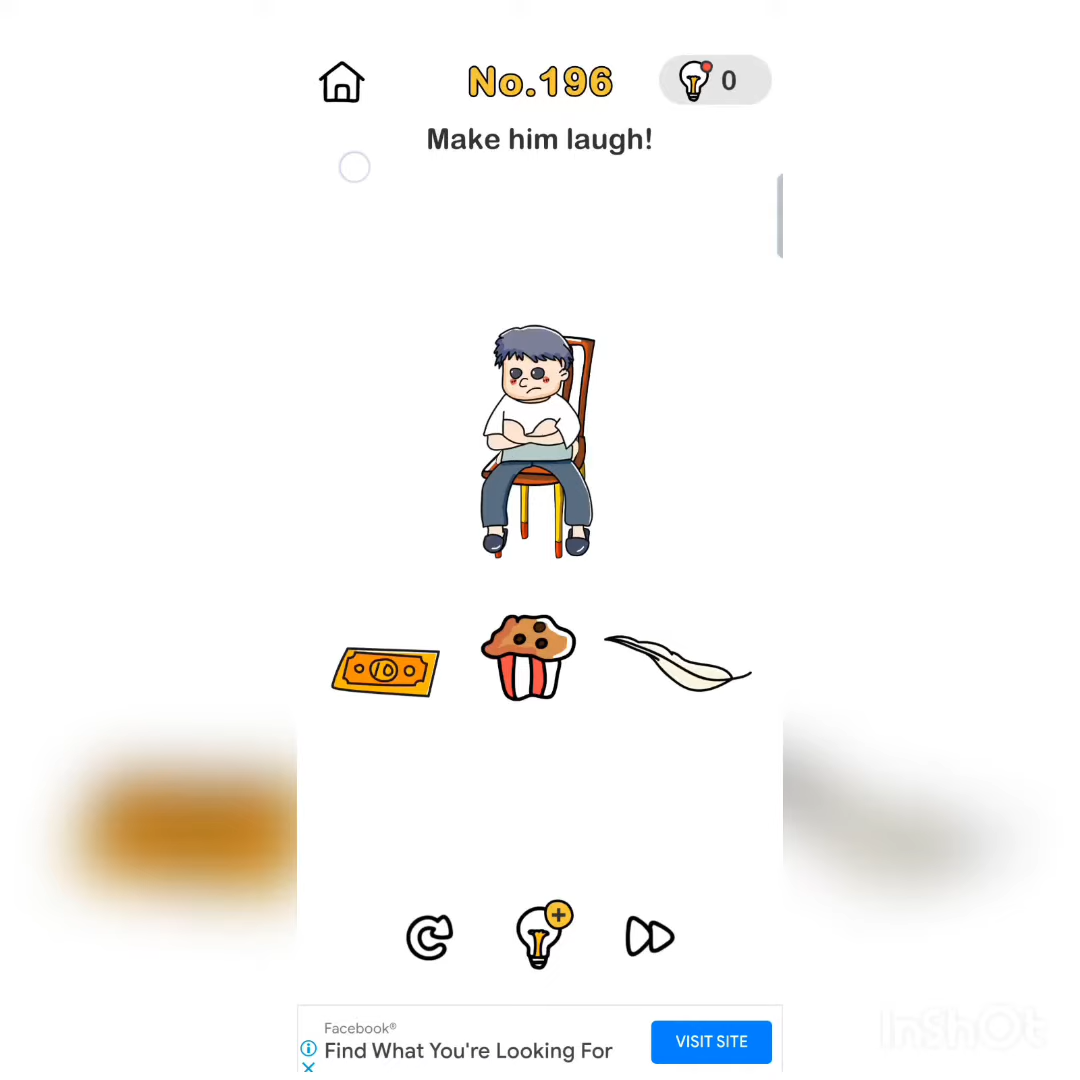 No.196
0
Make him laugh!
10
Facebook®
Find What You're Looking For
VISIT SITE
InShOt